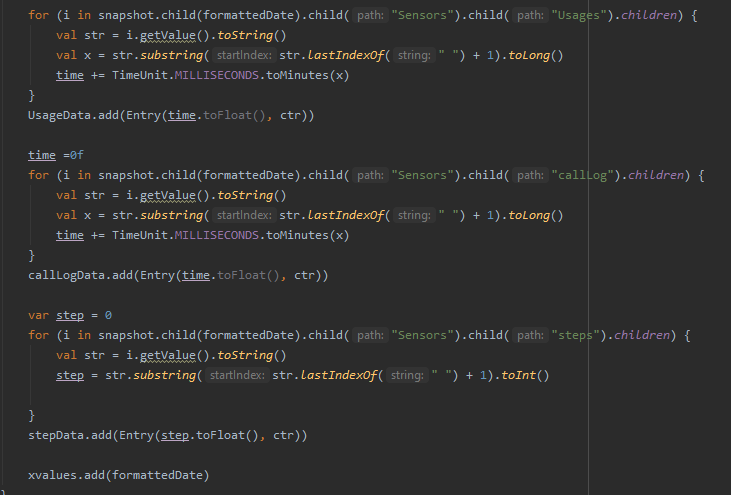 for (i in snapshot.child(formattedDate).child( path: "Sensors").child( path: "Usages").children) {
val str = i.getValue().toString()
val x = str.substring( startIndex: str.lastIndexOf( string: " ") + 1).toLong()
time += TimeUnit.MILLISECONDS.toMinutes(x)
}
UsageData.add(Entry(time.toFloat(), ctr))
time =0f
for (i in snapshot.child(formattedDate).child( path: "Sensors").child( path: "callLog").children) {
val str = i.getValue().toString()
val x = str.substring( startIndex: str.lastIndexOf( string: " ") + 1).toLong()
time += TimeUnit.MILLISECONDS.toMinutes(x)
}
callLogData.add(Entry(time.toFloat(), ctr))
var step = 0
for (i in snapshot.child(formattedDate).child( path: "Sensors").child( path: "steps").children) {
val str = i.getValue().toString()
step = str.substring( startIndex: str.lastIndexOf( string: " ") + 1).toInt()
}
stepData.add(Entry(step.toFloat(), ctr))
xvalues.add(formattedDate)
}